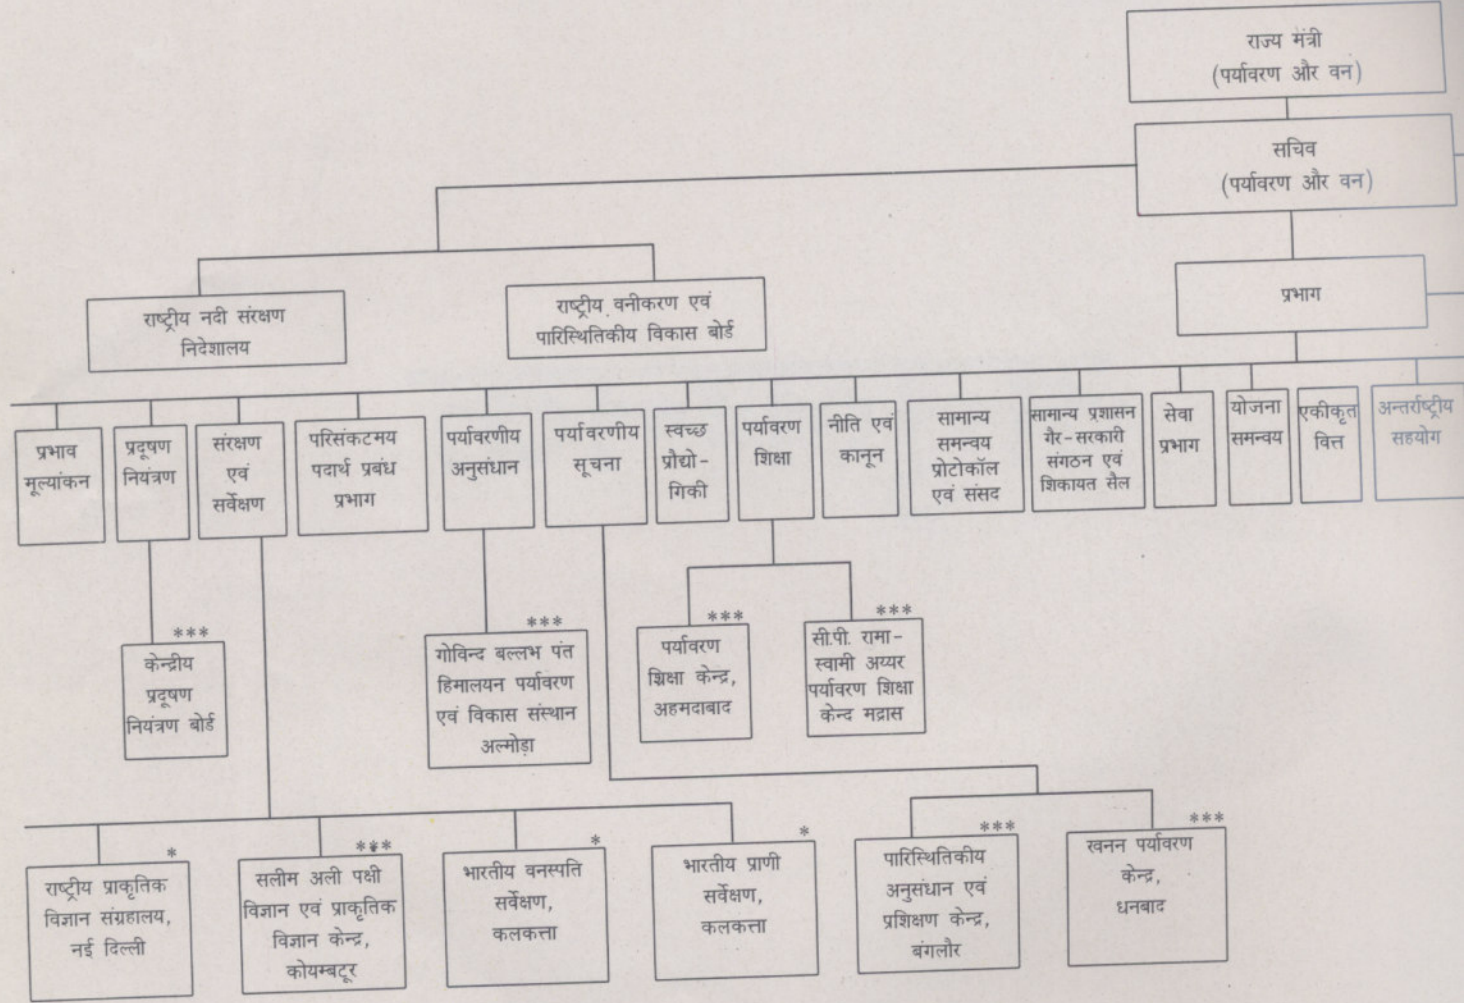 राज्य मंत्री
(पर्यावरण और वन)
सचिव
(पर्यावरण और वन)
प्रभाग
राष्ट्रीय नदी संरक्षण
निदेशालय
राष्ट्रीय वनीकरण एवं
पारिस्थितिकीय विकास बोर्ड
प्रभाव
मूल्यांकन
प्रदूषण
नियंत्रण
संरक्षण
एवं
सर्वेक्षण
परिसंकटमय
पदार्थ प्रबंध
प्रभाग
पर्यावरणीय
अनुसंधान
पर्यावरणीय
सूचना
स्वच्छ
प्रौद्यो-
गिकी
पर्यावरण
शिक्षा
नीति एवं
कानून
सामान्य
समन्वय
प्रोटोकॉल
एवं संसद
सामान्य प्रशासन
गैर-सरकारी
संगठन एवं
शिकायत सैल
सेवा
प्रभाग
योजना
समन्वय
एकीकृत
वित्त
अन्तर्राष्ट्रीय
सहयोग
***
केन्द्रीय
प्रदूषण
नियंत्रण बोर्ड
***
गोविन्द बल्लभ पंत
हिमालयन पर्यावरण
एवं विकास संस्थान
अल्मोड़ा
***
पर्यावरण
शिक्षा केन्द्र,
अहमदाबाद
***
सी.पी. रामा-
स्वामी अय्यर
पर्यावरण शिक्षा
केन्द मद्रास
*
राष्ट्रीय प्राकृतिक
विज्ञान संग्रहालय,
नई दिल्ली
***
सलीम अली पक्षी
विज्ञान एवं प्राकृतिक
विज्ञान केन्द्र,
कोयम्बटूर
*
भारतीय वनस्पति
सर्वेक्षण,
कलकत्ता
*
भारतीय प्राणी
सर्वेक्षण,
कलकत्ता
***
पारिस्थितिकीय
अनुसंधान एवं
प्रशिक्षण केन्द्र,
बंगलौर
***
खनन पर्यावरण
केन्द्र,
धनबाद